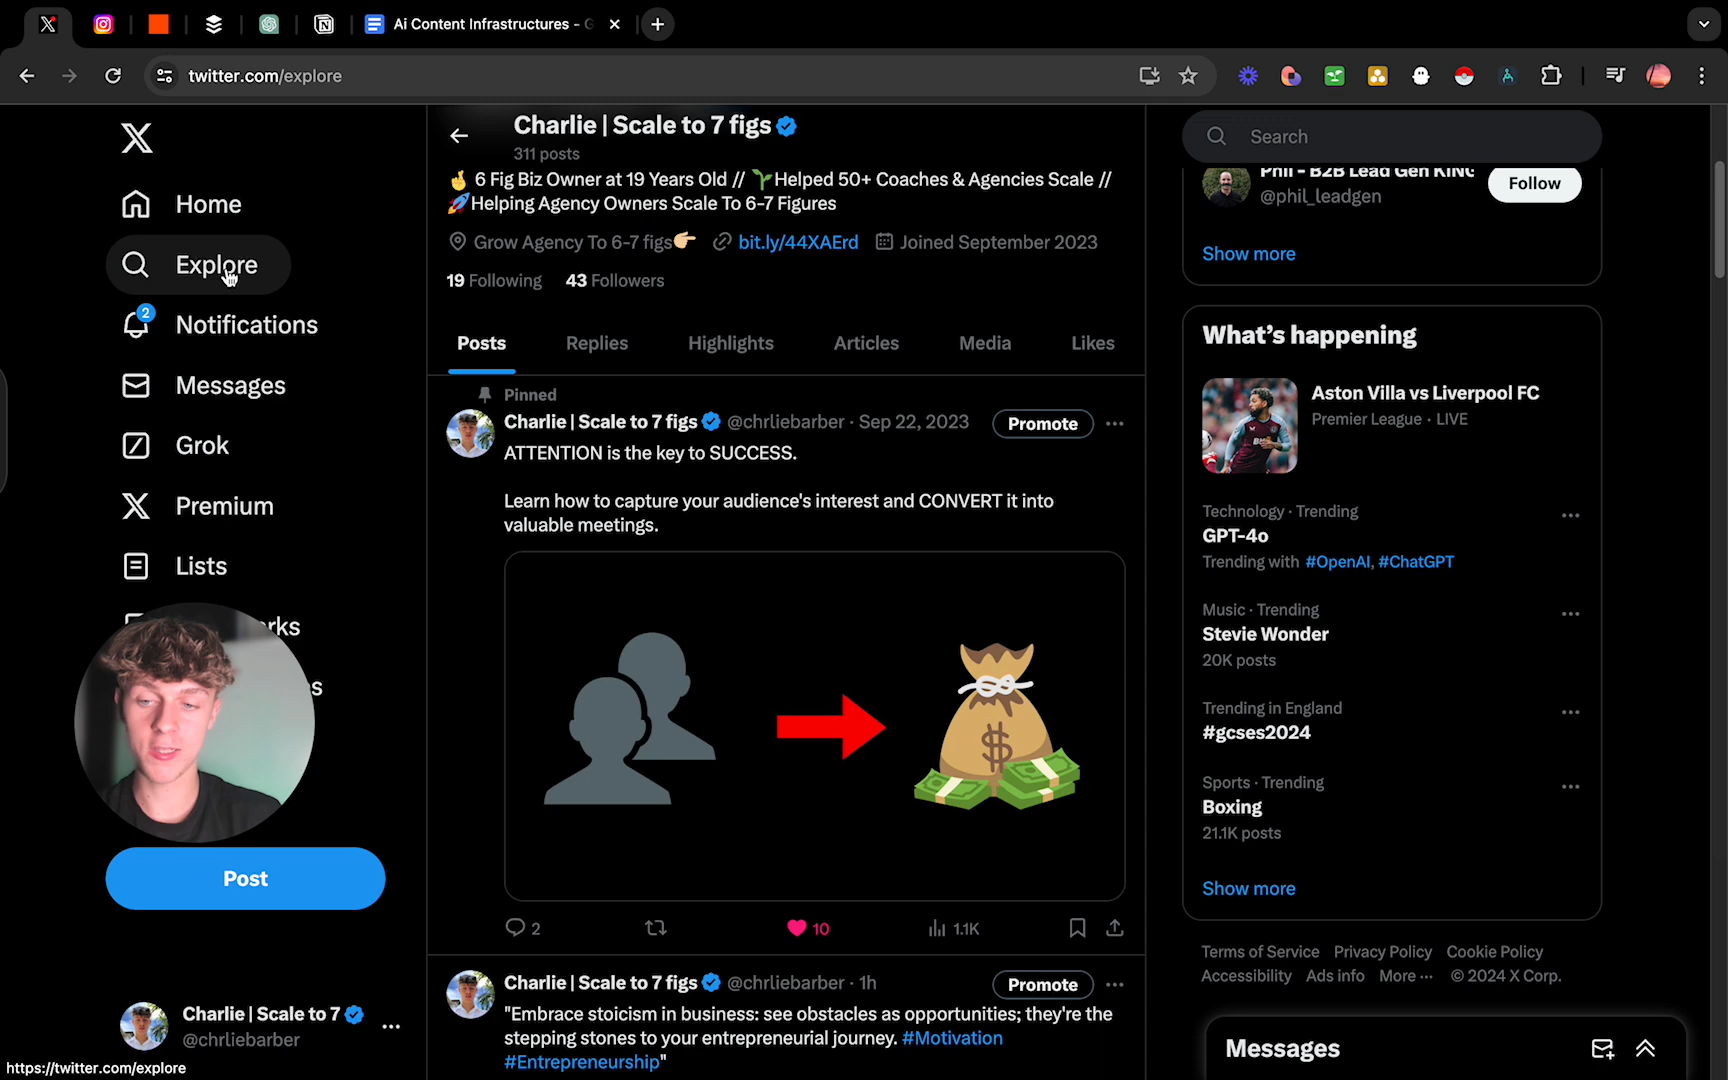 Ai Content Infrastructures - G
twitter.com/explore
Home
Explore
2
Notifications
Messages
Grok
Premium
Lists
rks
s
Post
Charlie | Scale to 7
@chrliebarber
https://twitter.com/explore
Charlie | Scale to 7 figs
311 posts
6 Fig Biz Owner at 19 Years Old // Helped 50+ Coaches & Agencies Scale //
Helping Agency Owners Scale To 6-7 Figures
Grow Agency To 6-7 figs bit.ly/44XAErd Joined September 2023
19 Following 43 Followers
Posts Replies Highlights Articles Media Likes
Pinned
Charlie | Scale to 7 figs @chrliebarber · Sep 22, 2023 Promote
ATTENTION is the key to SUCCESS.
Learn how to capture your audience's interest and CONVERT it into
valuable meetings.
2 10 1.1K
Charlie | Scale to 7 figs @chrliebarber · 1h Promote
"Embrace stoicism in business: see obstacles as opportunities; they're the
stepping stones to your entrepreneurial journey. #Motivation
#Entrepreneurship"
Search
Phil - B2B Lead Gen KING
@phil_leadgen
Follow
Show more
What's happening
Aston Villa vs Liverpool FC
Premier League · LIVE
Technology · Trending
GPT-4o
Trending with #OpenAI, #ChatGPT
Music · Trending
Stevie Wonder
20K posts
Trending in England
#gcses2024
Sports · Trending
Boxing
21.1K posts
Show more
Terms of Service Privacy Policy Cookie Policy
Accessibility Ads info More ··· © 2024 X Corp.
Messages